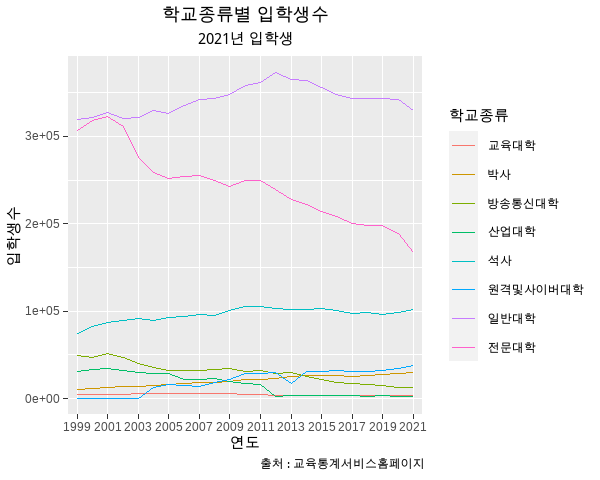 학교종류별 입학생수
2021년 입학생
입학생수
3e+05
2e+05
1e+05
0e+00
1999 2001 2003 2005 2007 2009 2011 2013 2015 2017 2019 2021
연도
출처 : 교육통계서비스홈페이지
학교종류
교육대학
박사
방송통신대학
산업대학
석사
원격및사이버대학
일반대학
전문대학